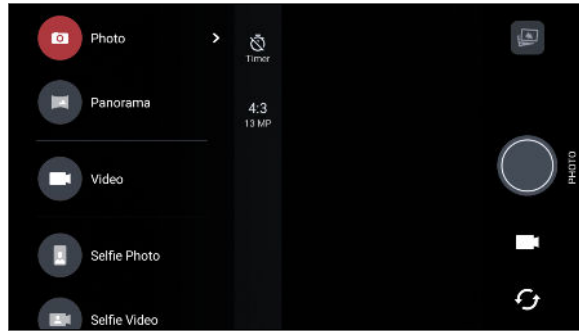 Photo
Panorama
Video
Selfie Photo
Selfie Video
Timer
4:3
13 MP
PHOTO